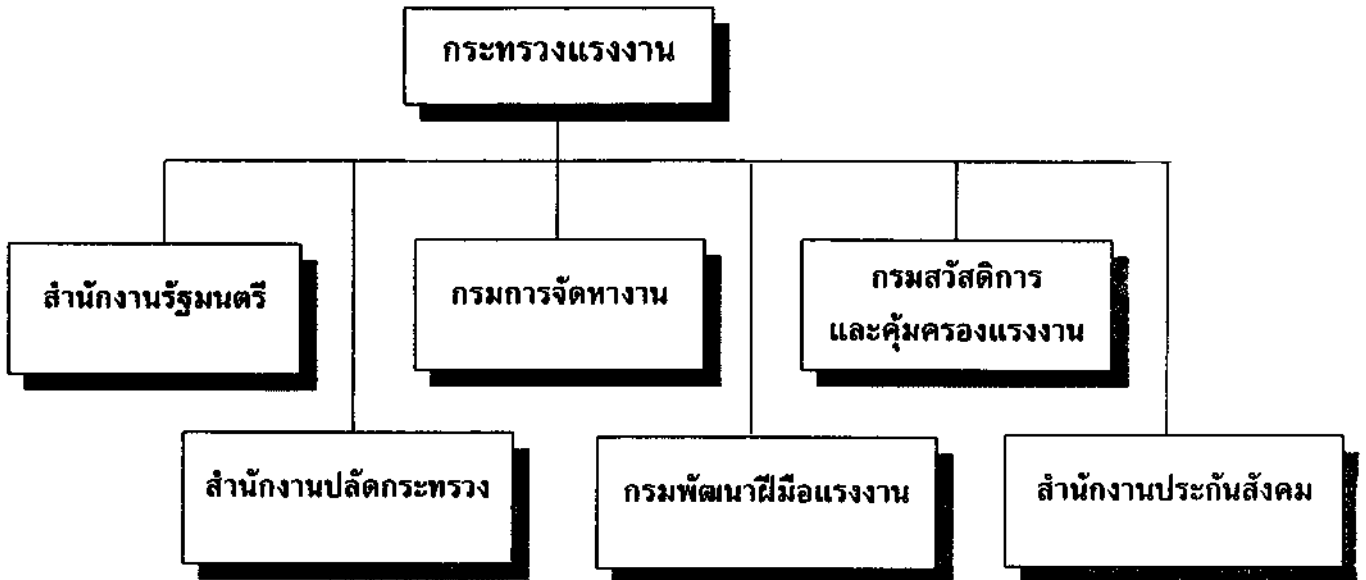 กระทรวงแรงงาน
สำนักงานรัฐมนตรี
กรมการจัดหางาน
กรมสวัสดิการ
และคุ้มครองแรงงาน
สำนักงานปลัดกระทรวง
กรมพัฒนาฝีมือแรงงาน
สำนักงานประกันสังคม